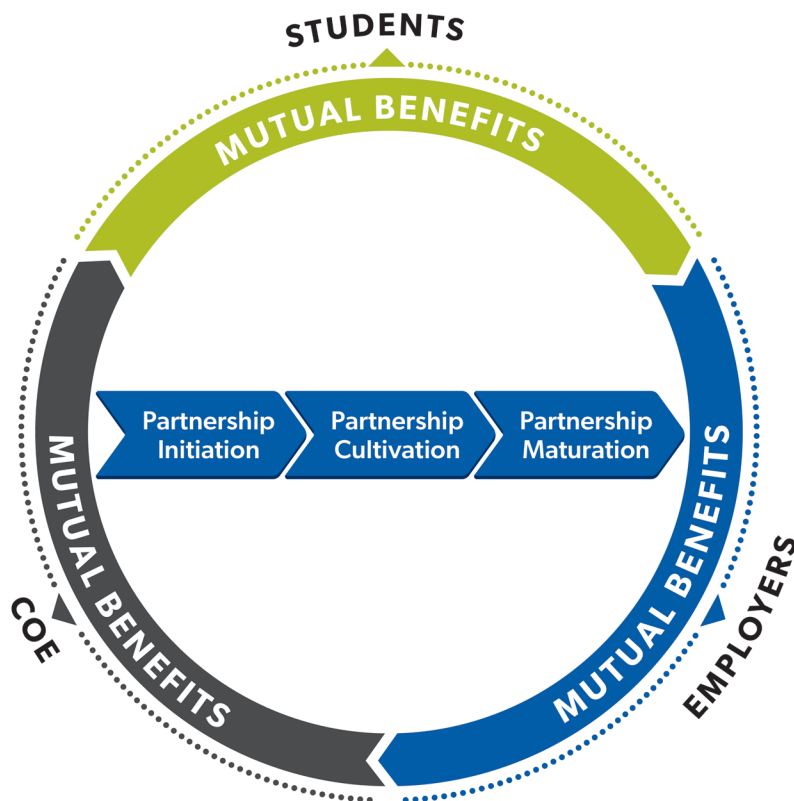 STUDENTS
MUTUAL BENEFITS
Partnership
Initiation
Partnership
Cultivation
Partnership
Maturation
MUTUAL BENEFITS
EMPLOYERS
MUTUAL BENEFITS
COE